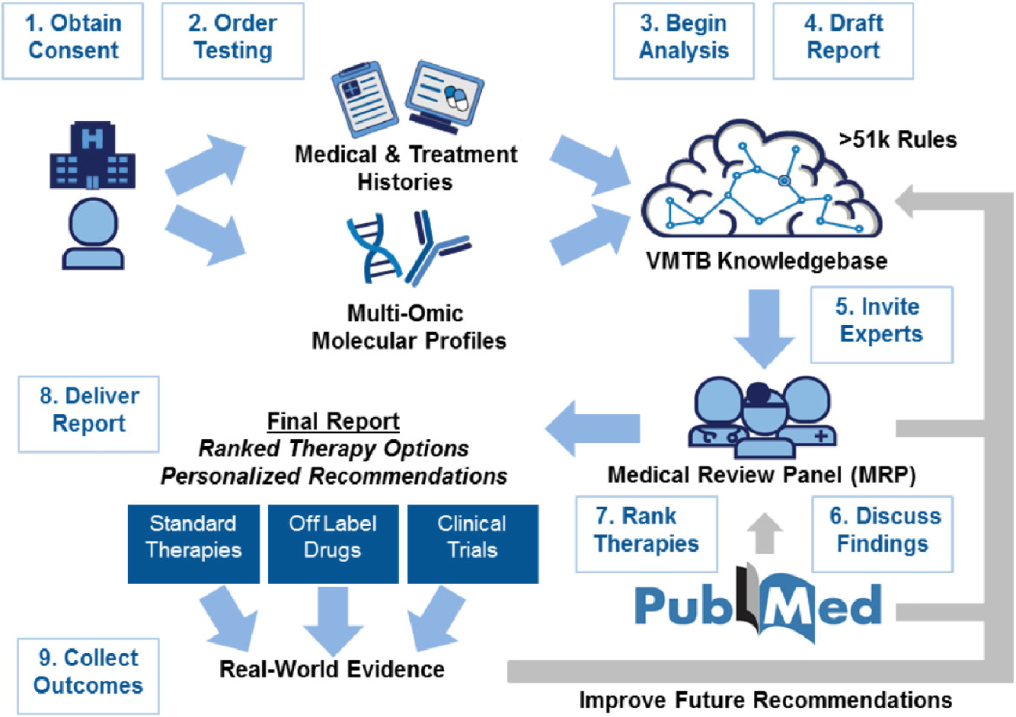 1. Obtain
Consent
2. Order
Testing
3. Begin
Analysis
4. Draft
Report
H
>51k Rules
Medical & Treatment
Histories
VMTB Knowledgebase
Multi-Omic
Molecular Profiles
5. Invite
Experts
8. Deliver
Report
Final Report
Ranked Therapy Options
Personalized Recommendations
Medical Review Panel (MRP)
Standard
Therapies
Off Label
Drugs
Clinical
Trials
7. Rank
Therapies
6. Discuss
Findings
PubMed
9. Collect
Outcomes
Real-World Evidence
Improve Future Recommendations